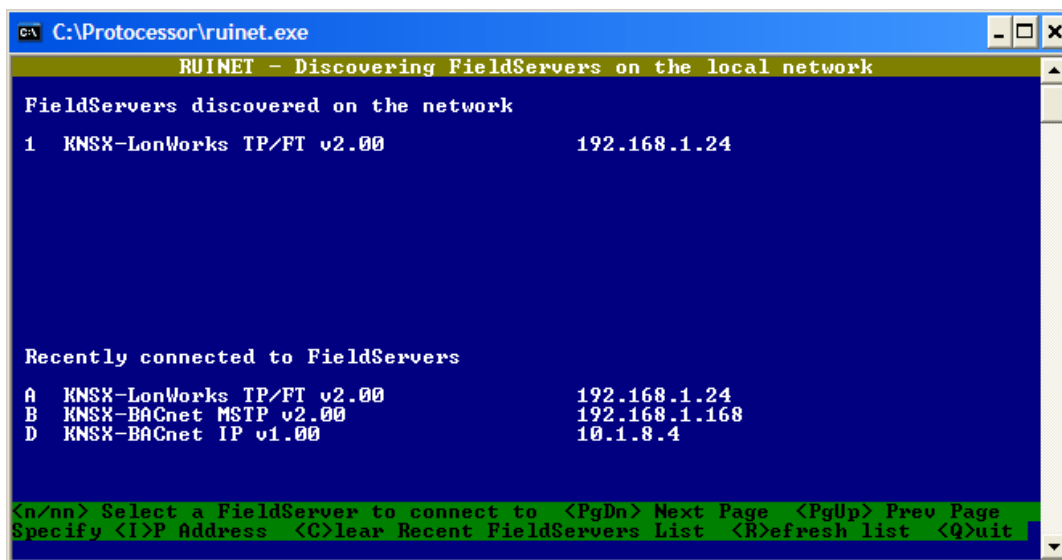 C:\Protocessor\ruinet.exe
RUINET - Discovering FieldServers on the local network
FieldServers discovered on the network
1 KNSX-LonWorks TP/FT v2.00 192.168.1.24
Recently connected to FieldServers
A KNSX-LonWorks TP/FT v2.00 192.168.1.24
B KNSX-BACnet MSTP v2.00 192.168.1.168
D KNSX-BACnet IP v1.00 10.1.8.4
<n/nn> Select a FieldServer to connect to <PgDn> Next Page <PgUp> Prev Page
Specify <I>P Address <C>lear Recent FieldServers List <R>efresh list <Q>uit